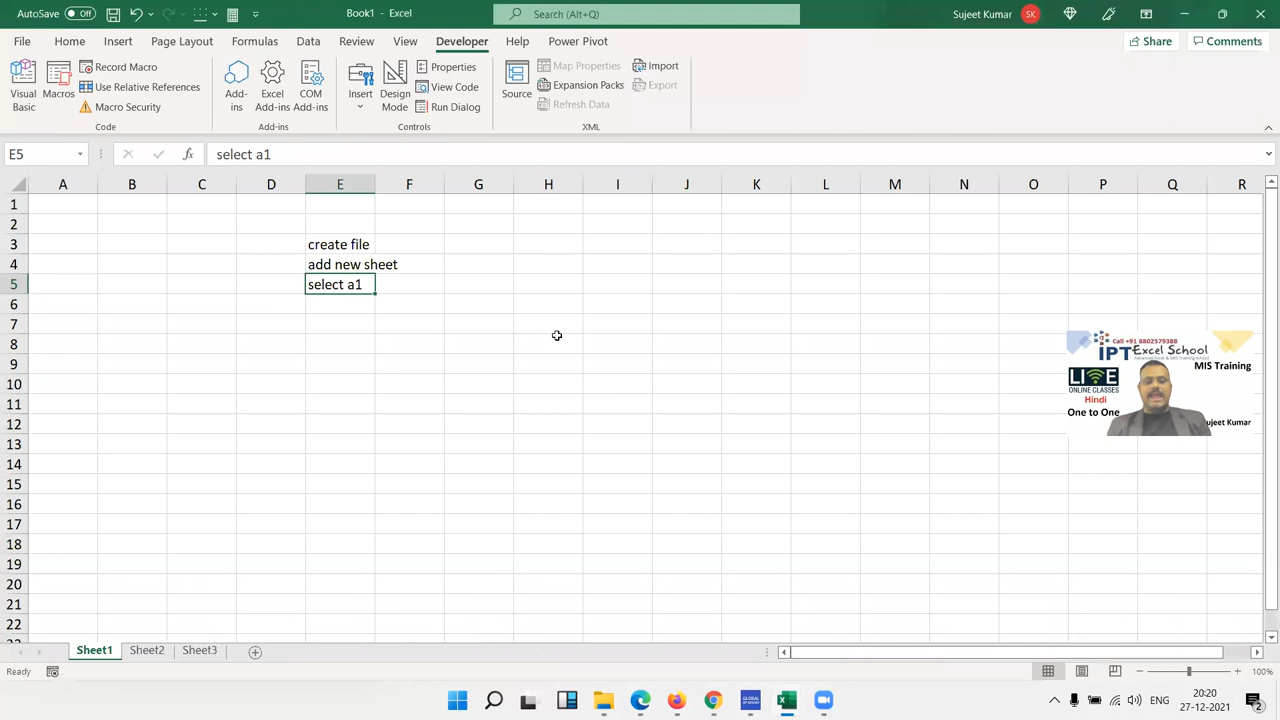 AutoSave Off
Book1 - Excel
Search (Alt+Q)
Sujeet Kumar SK
File Home Insert Page Layout Formulas Data Review View Developer Help Power Pivot
Share Comments
Visual Basic
Macros
Record Macro
Use Relative References
Macro Security
Code
Add-ins
Excel Add-ins
COM Add-ins
Add-ins
Insert
Design Mode
Properties
View Code
Run Dialog
Controls
Source
Map Properties
Expansion Packs
Refresh Data
Import
Export
XML
E5
fx
select a1
A B C D E F G H I J K L M N O P Q R
1
2
3 create file
4 add new sheet
5 select a1
6
7
8
9
10
11
12
13
14
15
16
17
18
19
20
21
22
Call +91 8802579388
IPT Excel School
MIS Training
LIVE
ONLINE CLASSES
Hindi
One to One
ujeet Kumar
Sheet1 Sheet2 Sheet3
Ready
100%
ENG
20:20
27-12-2021
2